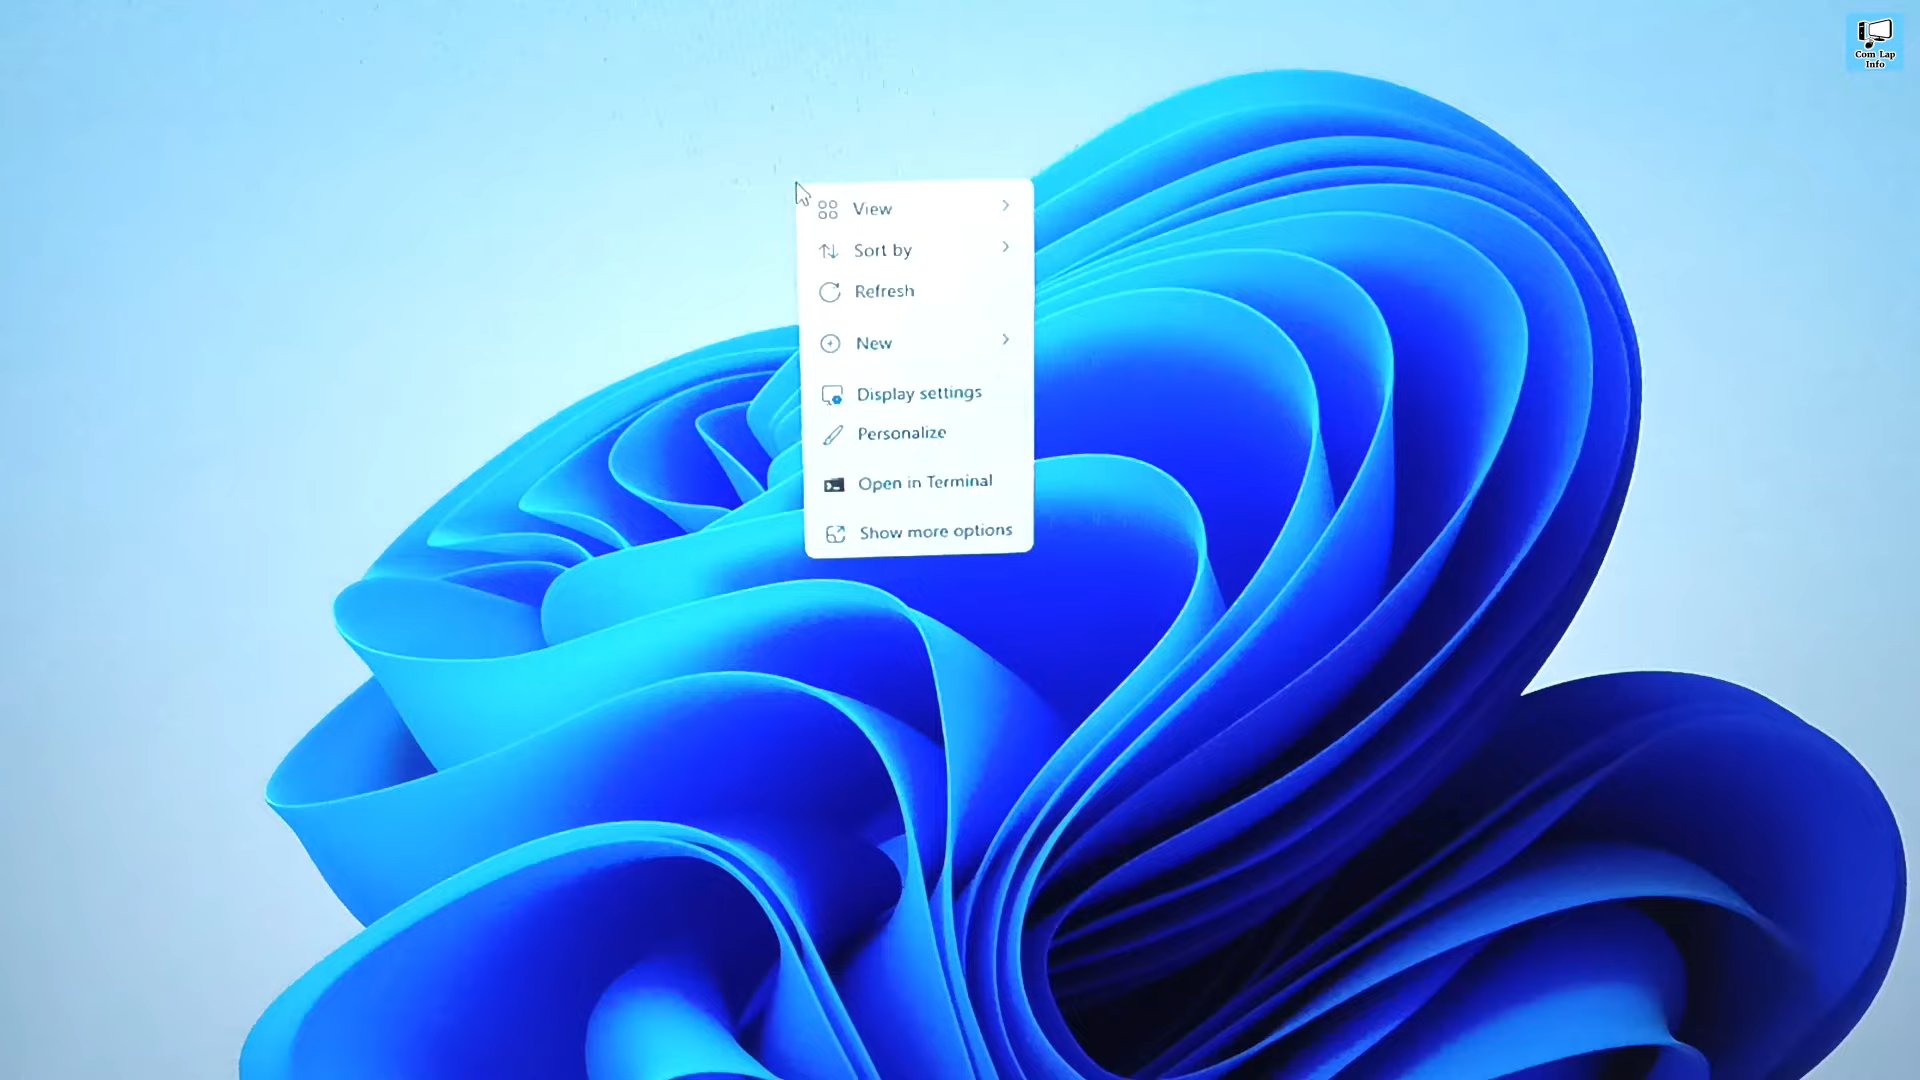 Com Lap
Info
View
Sort by
Refresh
New
Display settings
Personalize
Open in Terminal
Show more options